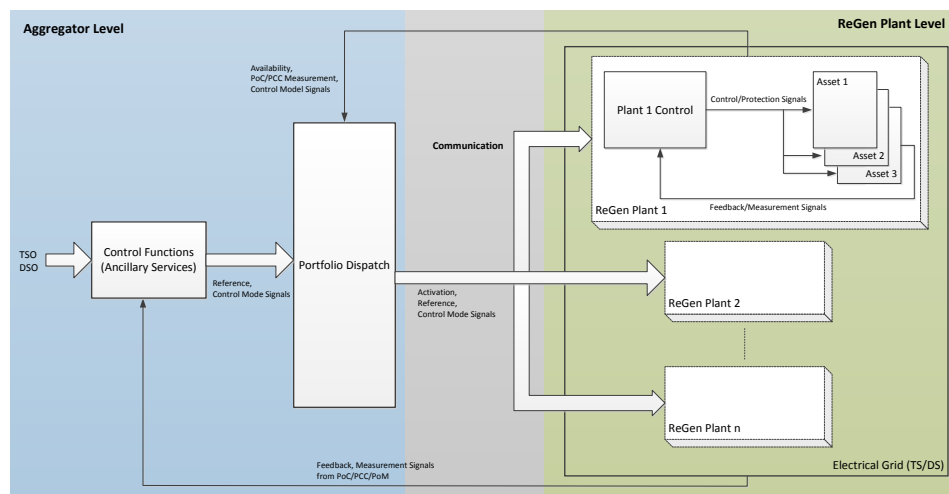 Aggregator Level
ReGen Plant Level
Availability,
PoC/PCC Measurement,
Control Model Signals
Communication
Plant 1 Control
Control/Protection Signals
Asset 1
Asset 2
Asset 3
Feedback/Measurement Signals
ReGen Plant 1
TSO
DSO
Control Functions
(Ancillary Services)
Reference,
Control Mode Signals
Portfolio Dispatch
Activation,
Reference,
Control Mode Signals
ReGen Plant 2
ReGen Plant n
Feedback, Measurement Signals
from PoC/PCC/PoM
Electrical Grid (TS/DS)